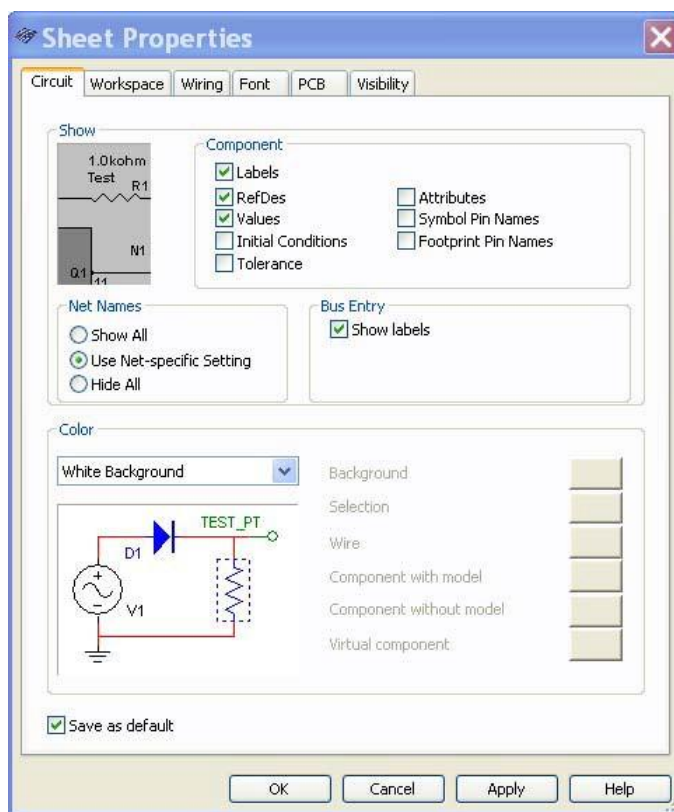 Sheet Properties
Circuit Workspace Wiring Font PCB Visibility
Show
1.0kohm
Test
R1
N1
Q1
11
Component
Labels
RefDes
Values
Initial Conditions
Tolerance
Attributes
Symbol Pin Names
Footprint Pin Names
Net Names
Show All
Use Net-specific Setting
Hide All
Bus Entry
Show labels
Color
White Background
TEST_PT
D1
V1
Background
Selection
Wire
Component with model
Component without model
Virtual component
Save as default
OK Cancel Apply Help